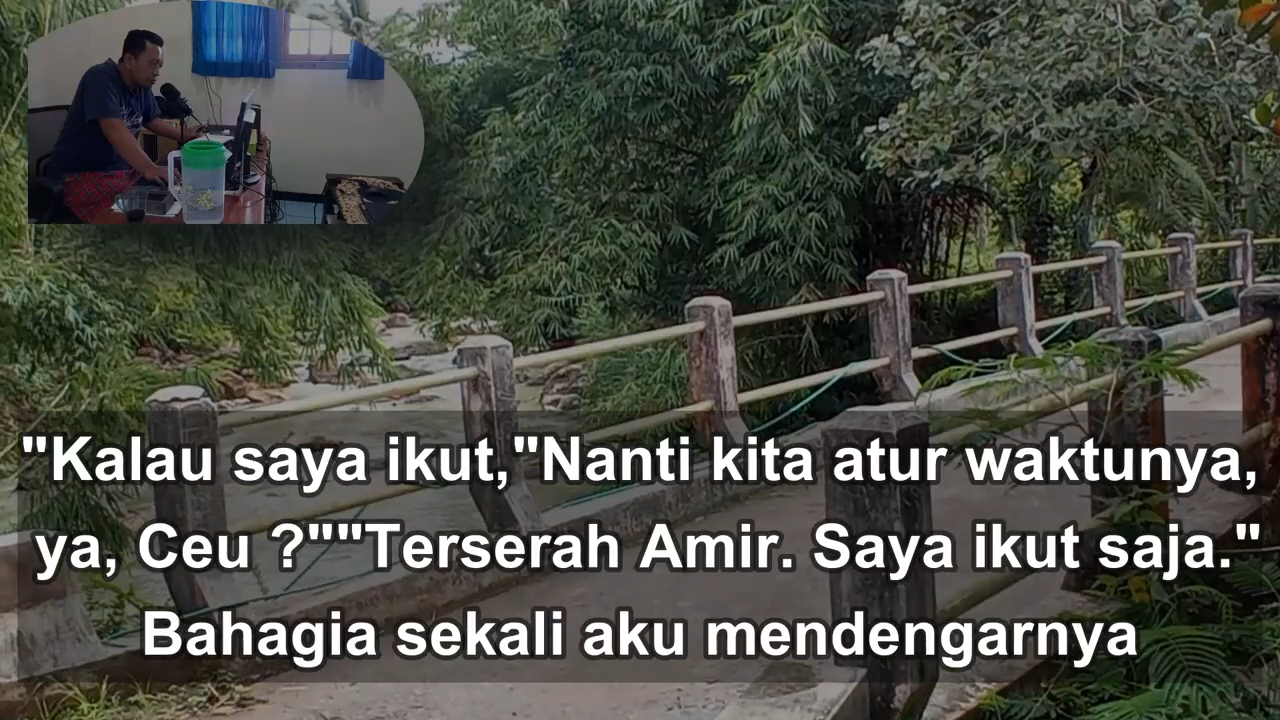 "Kalau saya ikut,"Nanti kita atur waktunya,
ya, Ceu ?""Terserah Amir. Saya ikut saja."
Bahagia sekali aku mendengarnya